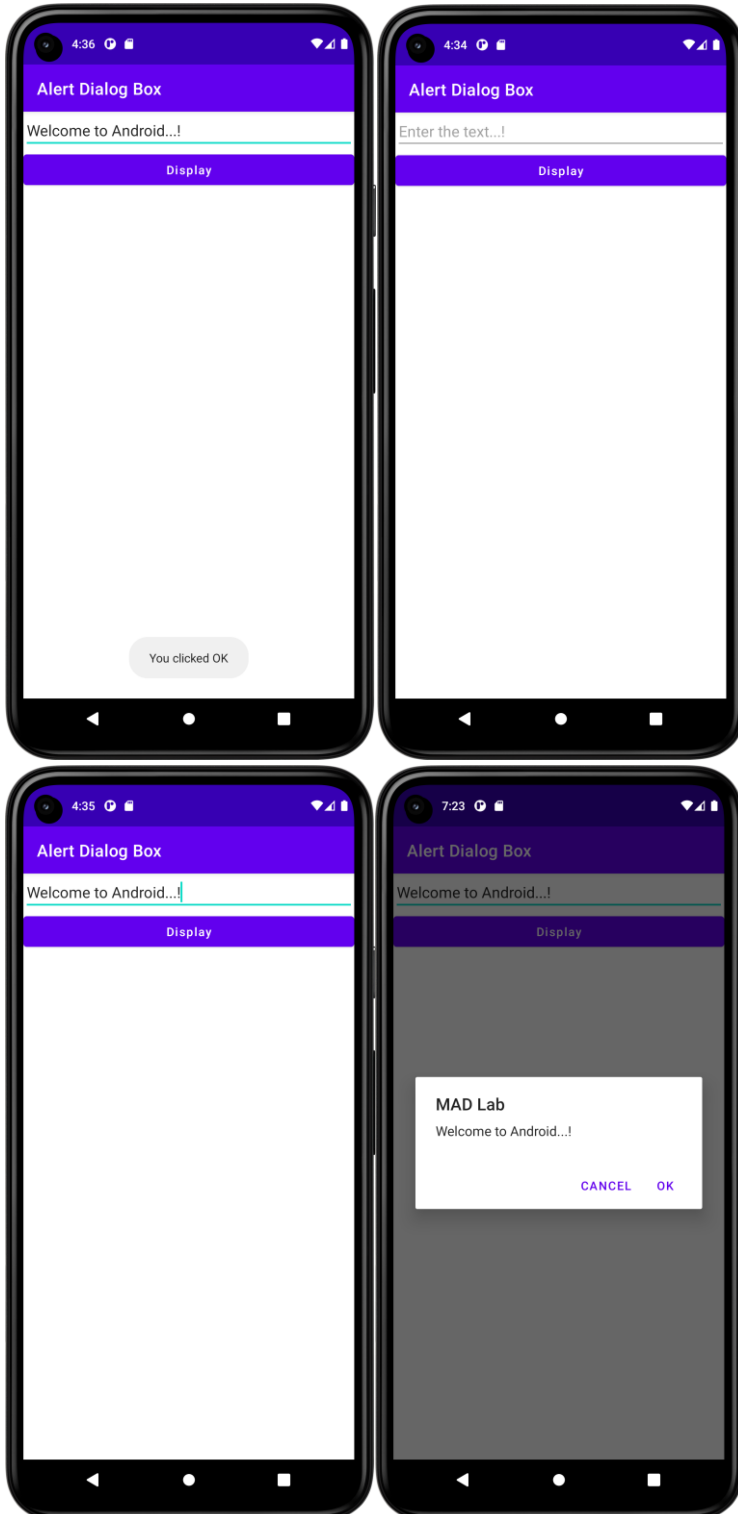 4:36
Alert Dialog Box
Welcome to Android...!
Display
You clicked OK
4:34
Alert Dialog Box
Enter the text...!
Display
4:35
Alert Dialog Box
Welcome to Android...!
Display
7:23
Alert Dialog Box
Welcome to Android...!
Display
MAD Lab
Welcome to Android...!
CANCEL OK